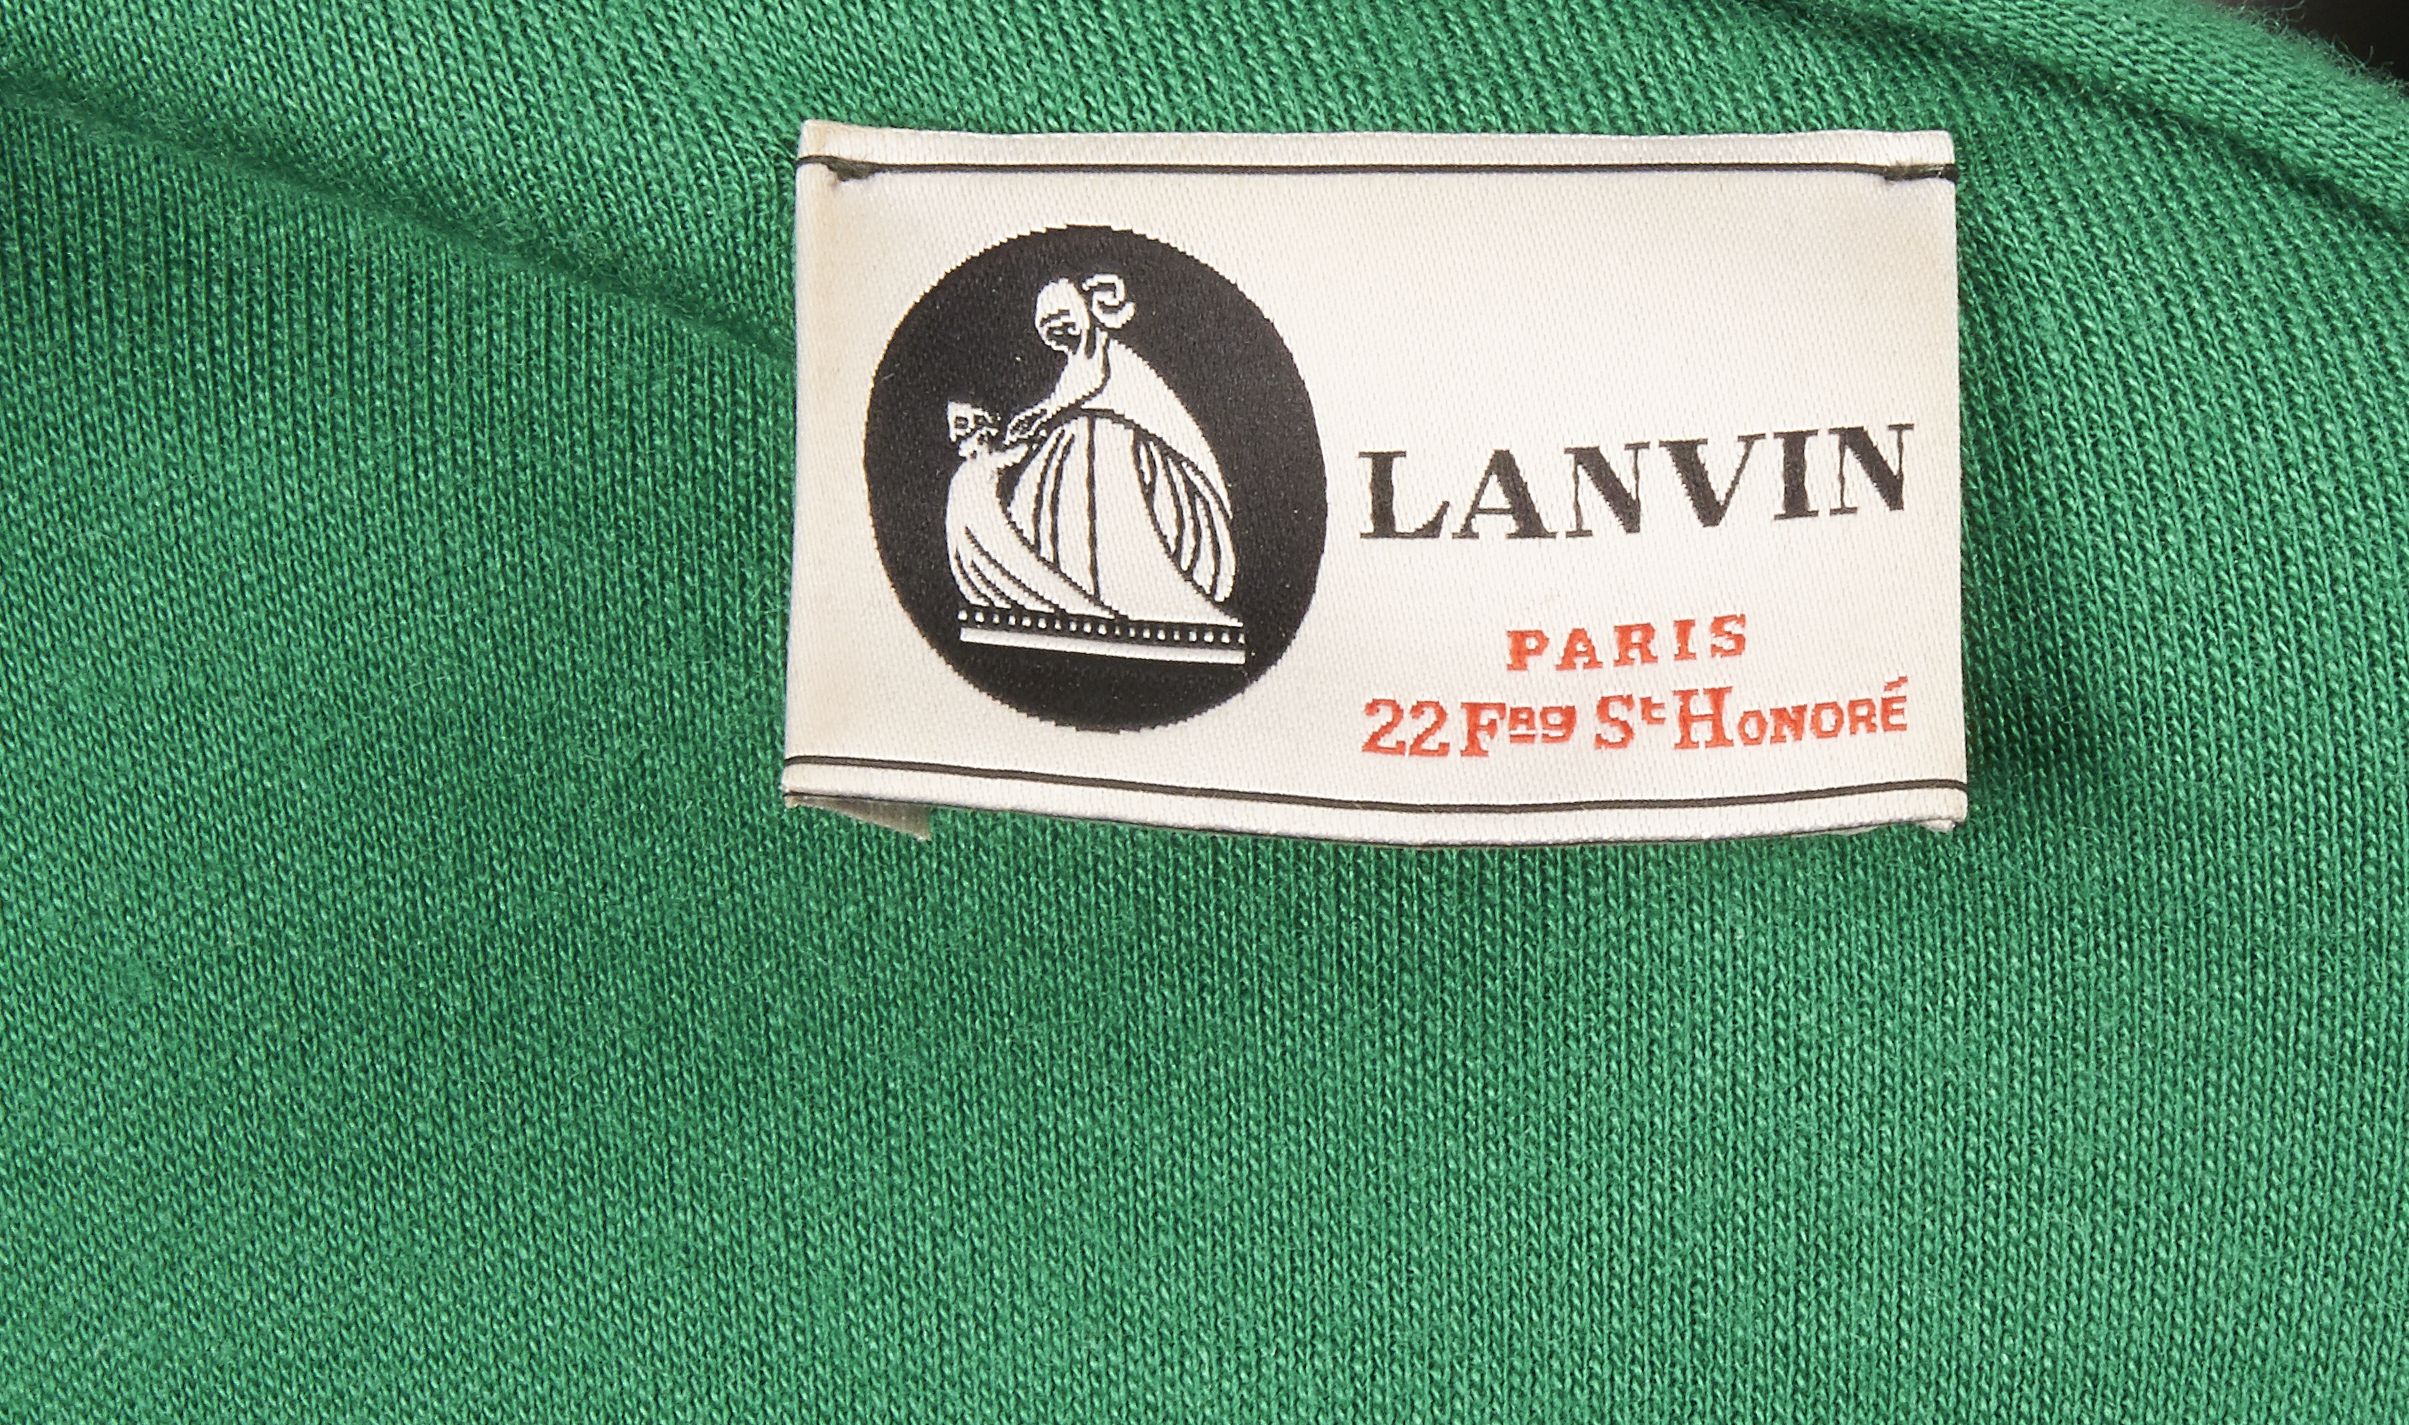 LANVIN
PARIS
22 Fbg St HONORÉ